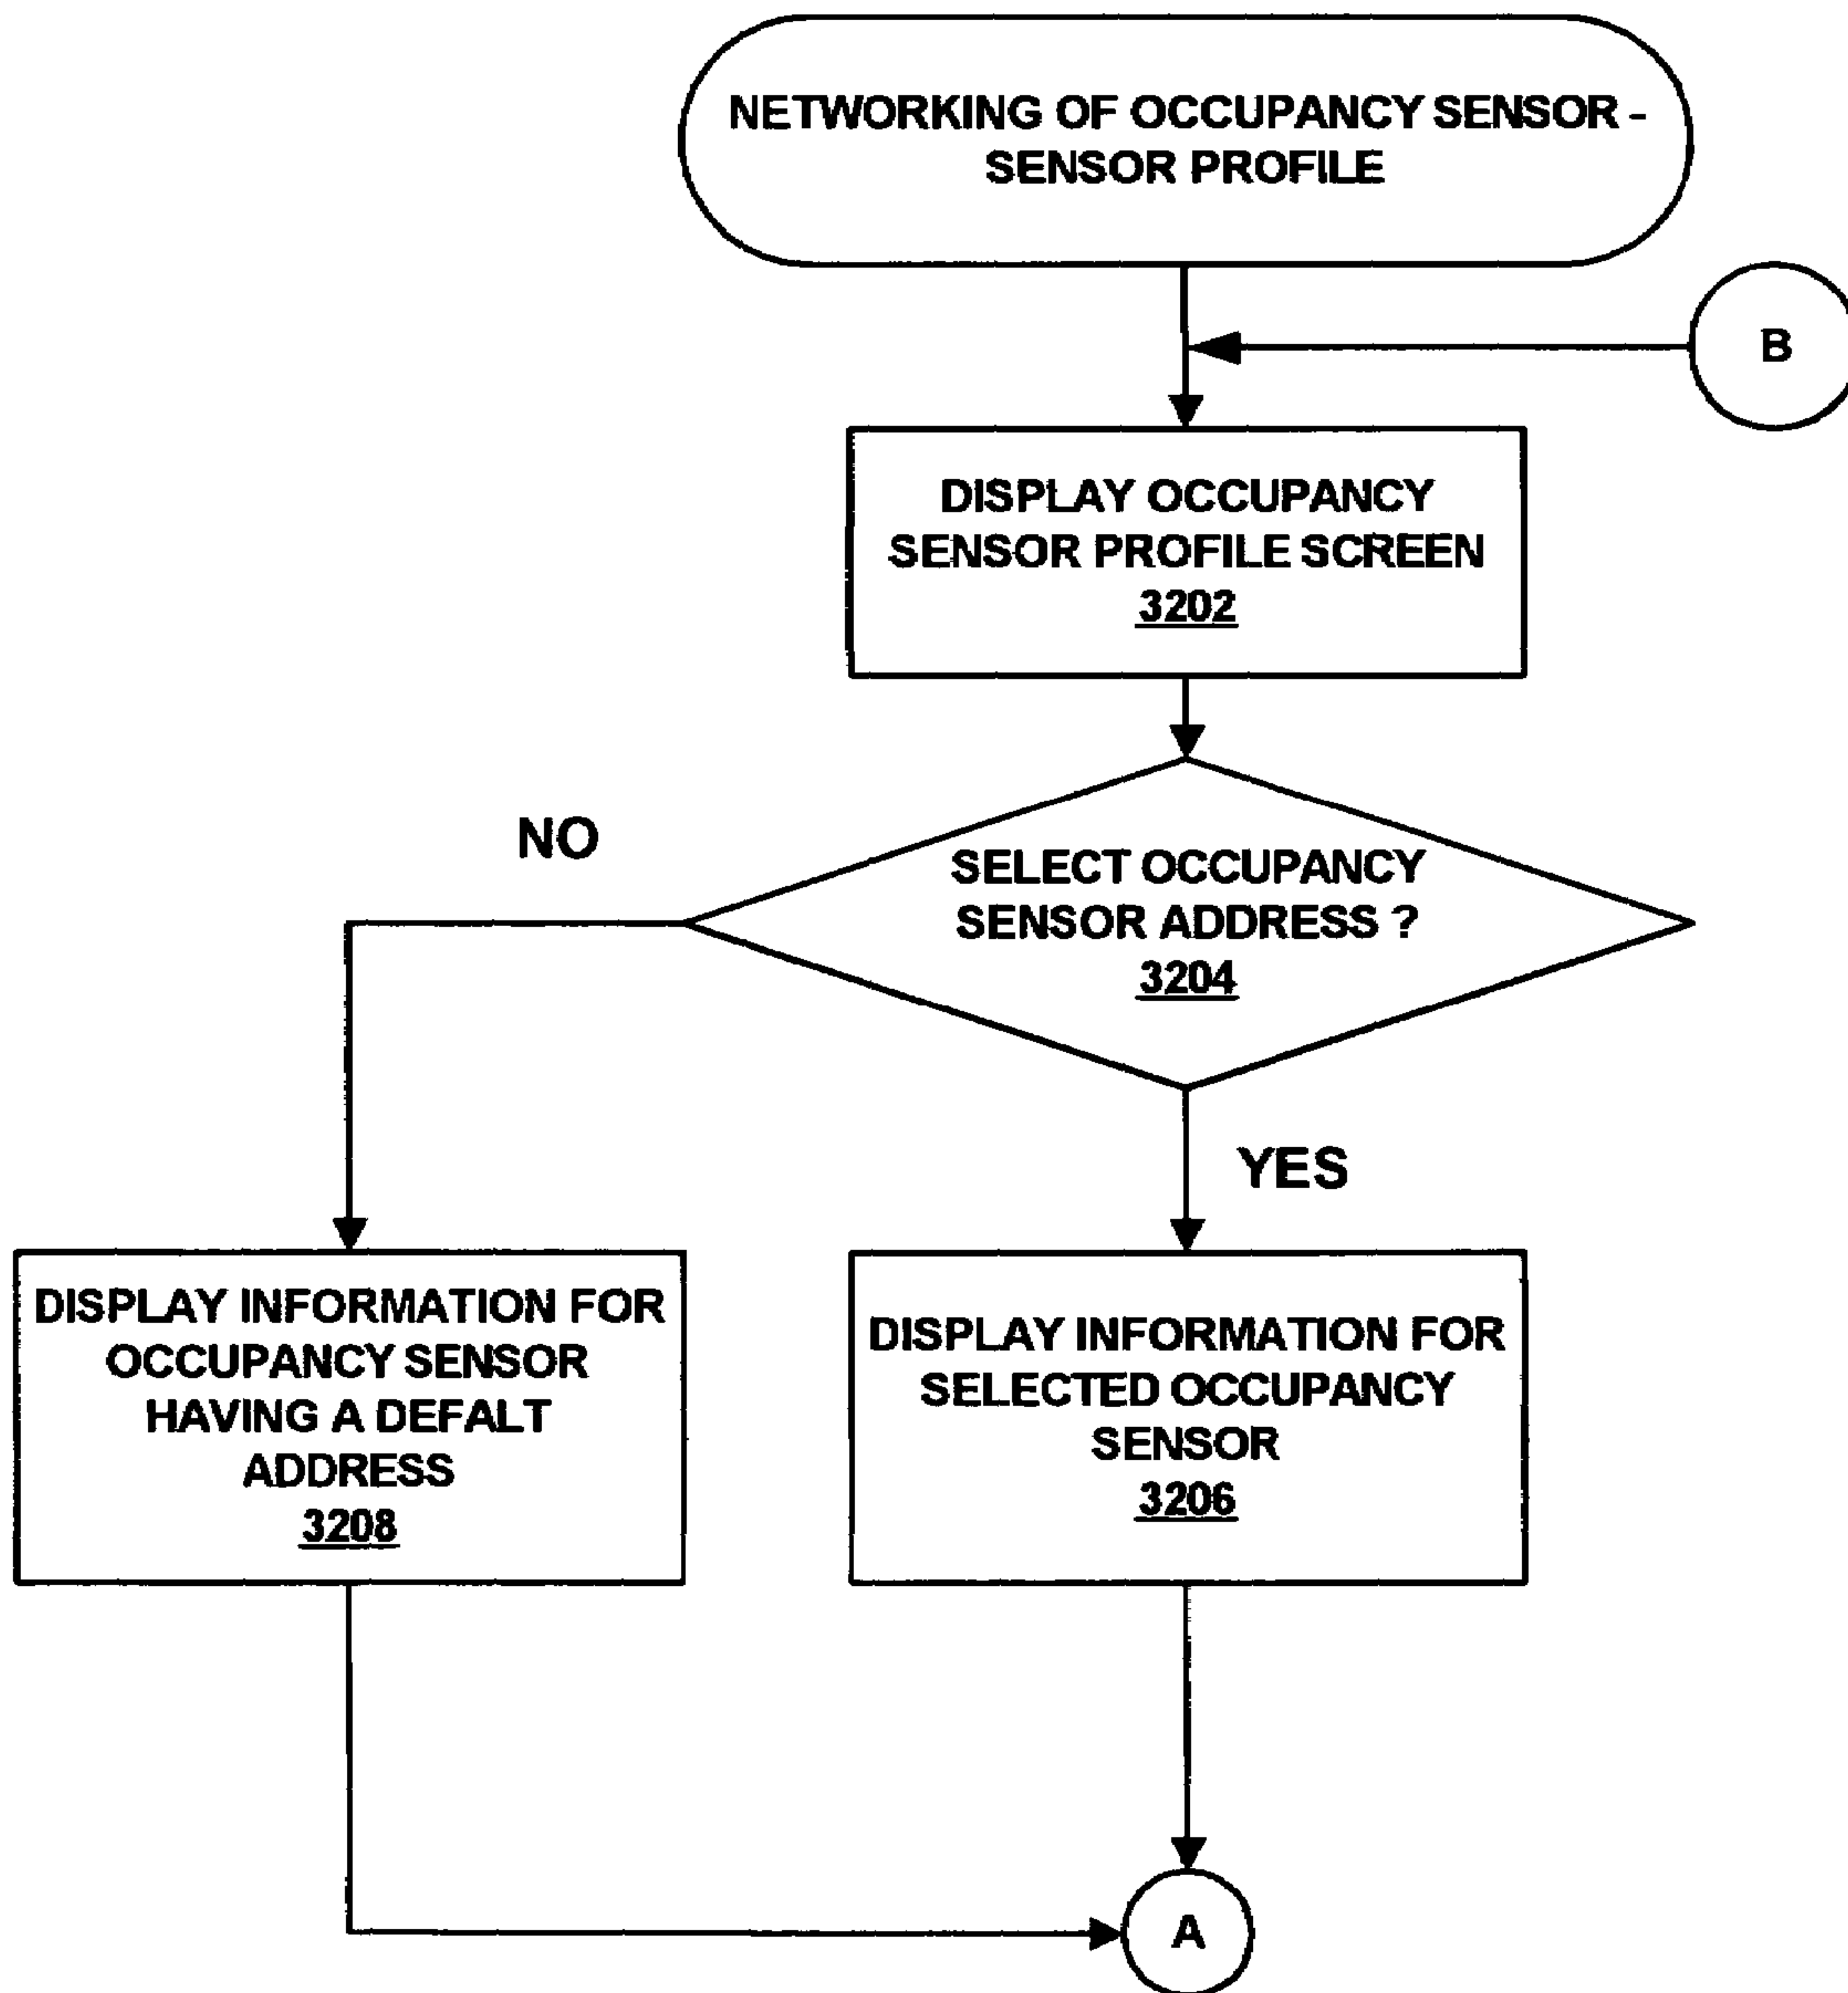 NETWORKING OF OCCUPANCY SENSOR -
SENSOR PROFILE
B
DISPLAY OCCUPANCY
SENSOR PROFILE SCREEN
3202
NO
SELECT OCCUPANCY
SENSOR ADDRESS ?
3204
YES
DISPLAY INFORMATION FOR
OCCUPANCY SENSOR
HAVING A DEFALT
ADDRESS
3208
DISPLAY INFORMATION FOR
SELECTED OCCUPANCY
SENSOR
3206
A